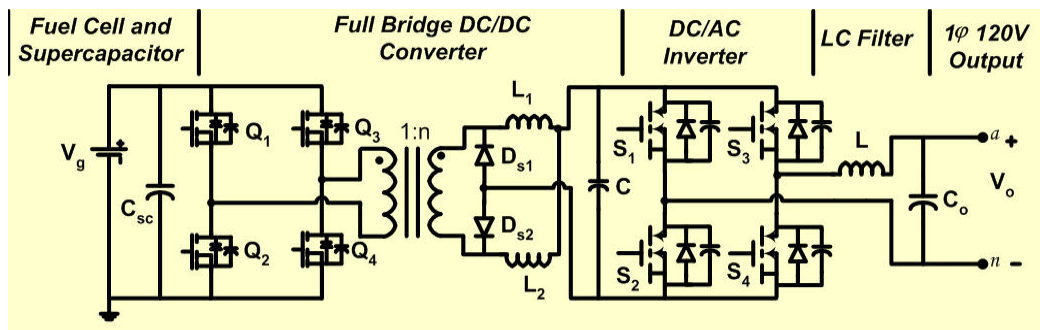 Fuel Cell and
Supercapacitor
Full Bridge DC/DC
Converter
DC/AC
Inverter
LC Filter
1φ 120V
Output
Vg
Csc
Q1
Q2
Q3
Q4
1:n
Ds1
Ds2
L1
L2
C
S1
S2
S3
S4
L
Co
a +
Vo
n -